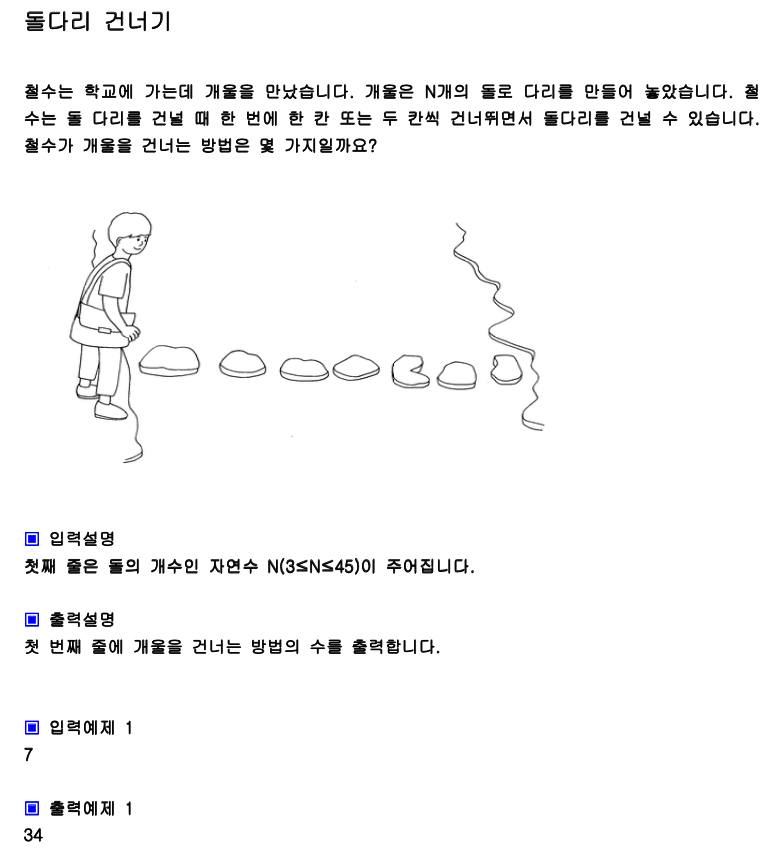 돌다리 건너기
철수는 학교에 가는데 개울을 만났습니다. 개울은 N개의 돌로 다리를 만들어 놓았습니다. 철
수는 돌 다리를 건널 때 한 번에 한 칸 또는 두 칸씩 건너뛰면서 돌다리를 건널 수 있습니다.
철수가 개울을 건너는 방법은 몇 가지일까요?
▣ 입력설명
첫째 줄은 돌의 개수인 자연수 N(3≤N≤45)이 주어집니다.
▣ 출력설명
첫 번째 줄에 개울을 건너는 방법의 수를 출력합니다.
▣ 입력예제 1
7
▣ 출력예제 1
34